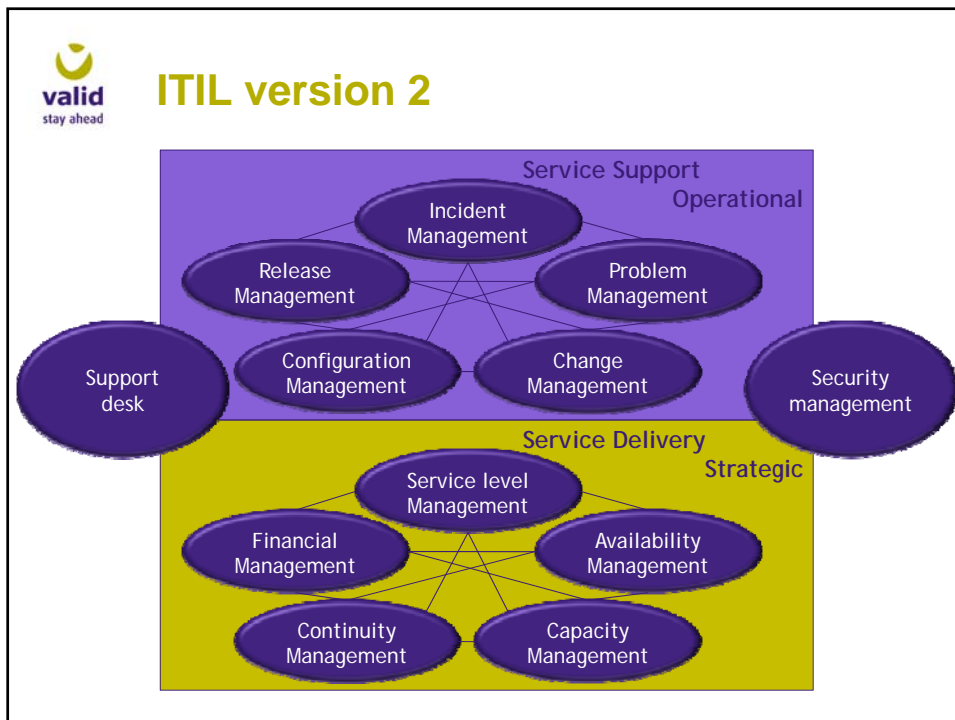 valid
stay ahead
ITIL version 2
Service Support
Operational
Incident
Management
Release
Management
Problem
Management
Configuration
Management
Change
Management
Support
desk
Security
management
Service Delivery
Strategic
Service level
Management
Financial
Management
Availability
Management
Continuity
Management
Capacity
Management